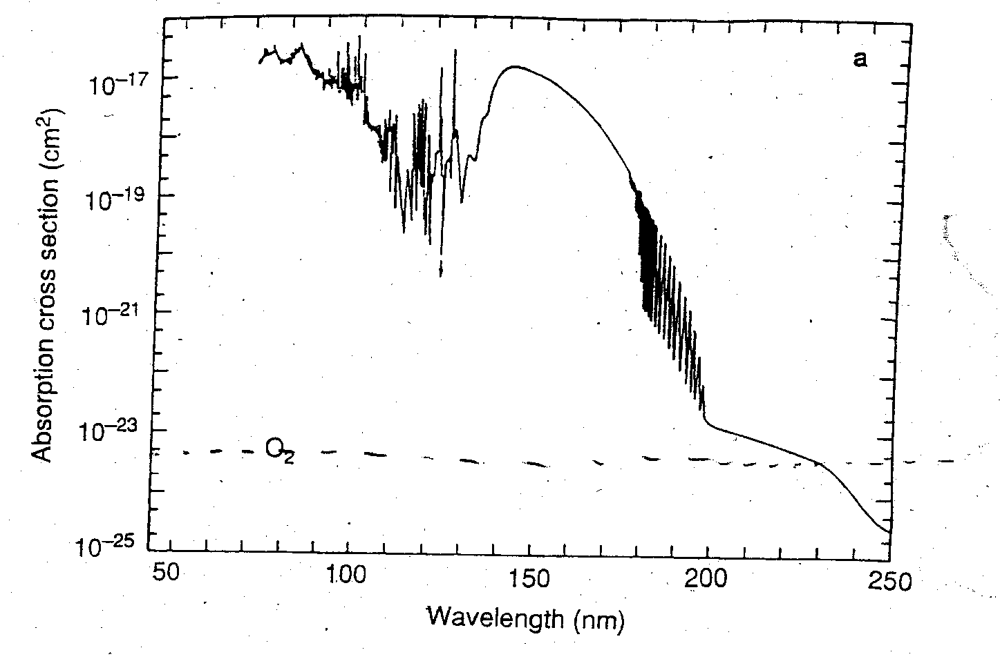 a
10⁻¹⁷
10⁻¹⁹
10⁻²¹
10⁻²³
10⁻²⁵
Absorption cross section (cm²)
O₂
50 100 150 200 250
Wavelength (nm)